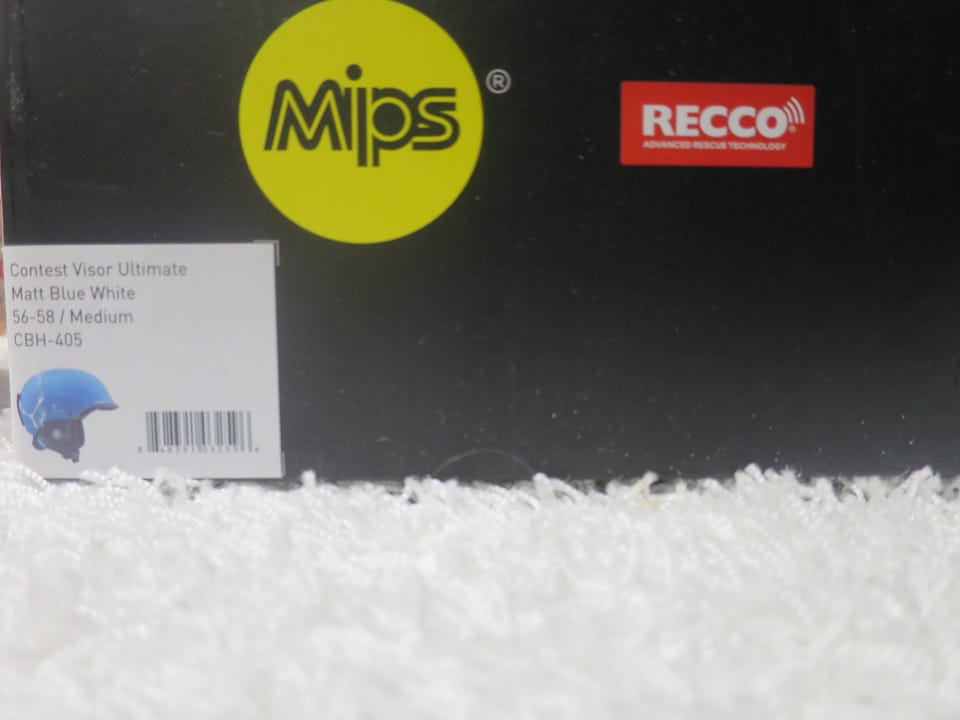 Mips®
RECCO®
ADVANCED RESCUE TECHNOLOGY
Contest Visor Ultimate
Matt Blue White
56-58 / Medium
CBH-405